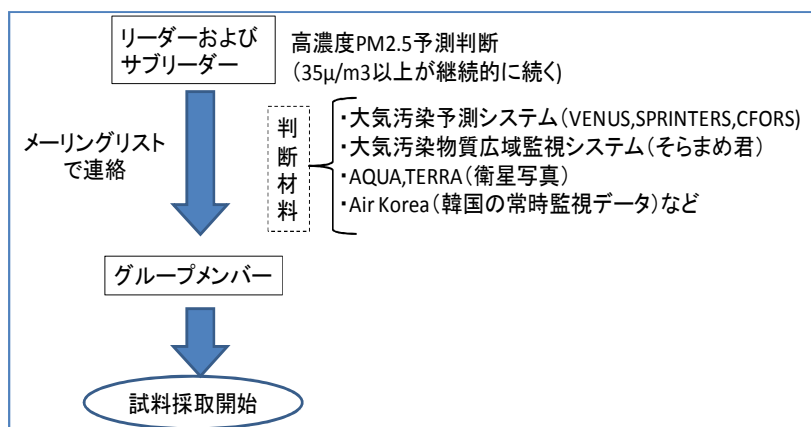 リーダーおよび
サブリーダー
高濃度PM2.5予測判断
(35μ/m3以上が継続的に続く)
メーリングリスト
で連絡
判断材料
・大気汚染予測システム(VENUS,SPRINTERS,CFORS)
・大気汚染物質広域監視システム(そらまめ君)
・AQUA,TERRA(衛星写真)
・Air Korea(韓国の常時監視データ)など
グループメンバー
試料採取開始